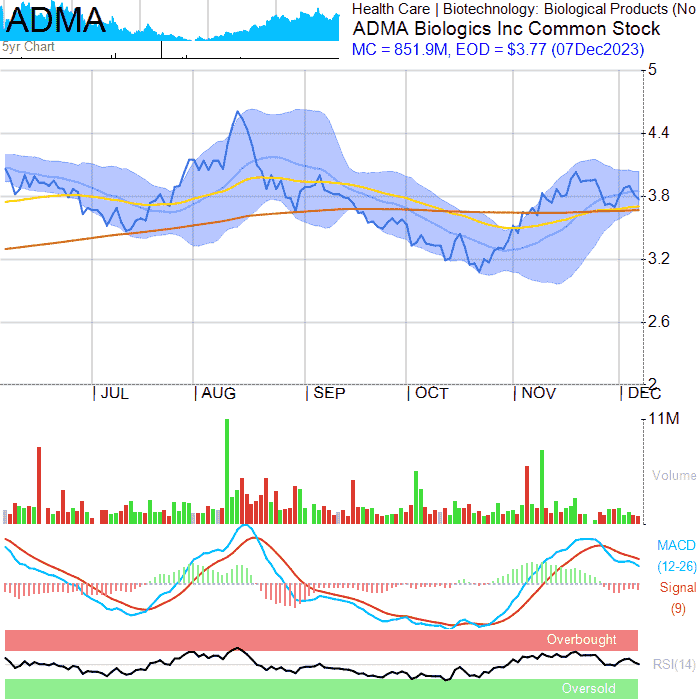 ADMA
5yr Chart
Health Care | Biotechnology: Biological Products (No
ADMA Biologics Inc Common Stock
MC = 851.9M, EOD = $3.77 (07Dec2023)
5
4.4
3.8
3.2
2.6
2
| JUL | AUG | SEP | OCT | NOV | DEC
11M
Volume
MACD
(12-26)
Signal
(9)
Overbought
RSI(14)
Oversold